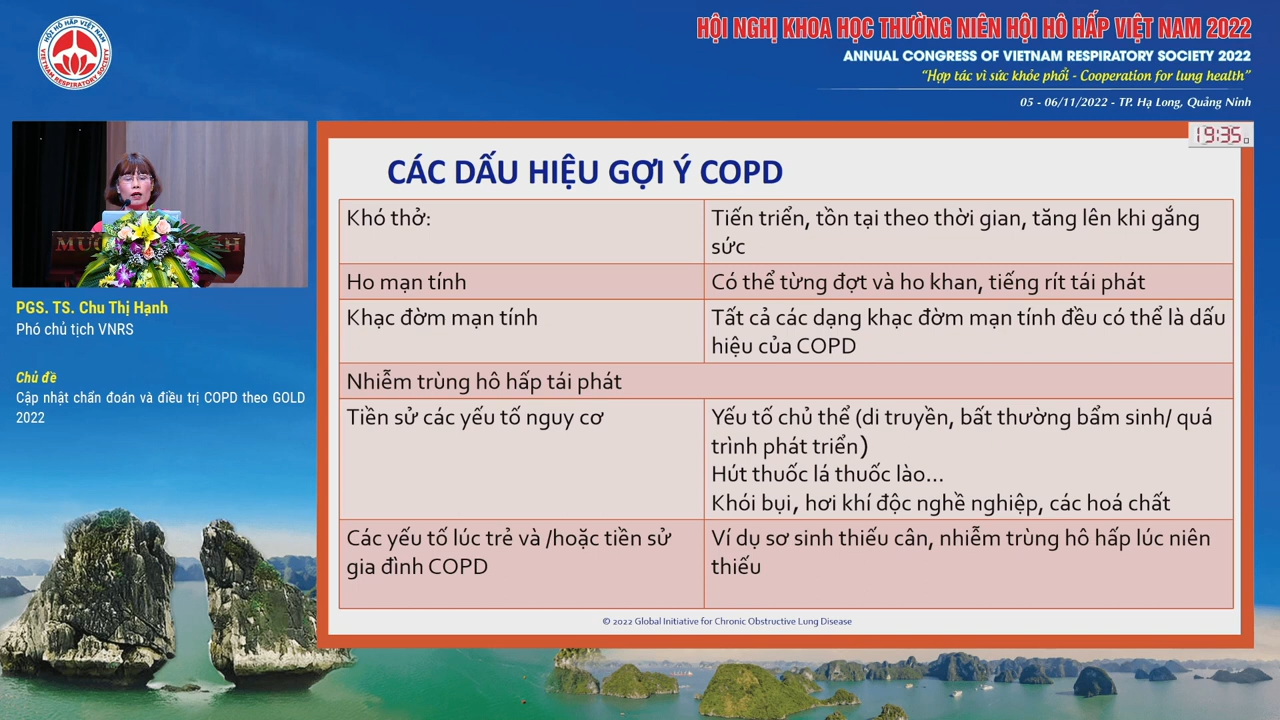 HỘI HÔ HẤP VIỆT NAM
VIETNAM RESPIRATORY SOCIETY
HỘI NGHỊ KHOA HỌC THƯỜNG NIÊN HỘI HÔ HẤP VIỆT NAM 2022
ANNUAL CONGRESS OF VIETNAM RESPIRATORY SOCIETY 2022
“Hợp tác vì sức khỏe phổi - Cooperation for lung health”
05 - 06/11/2022 - TP. Hạ Long, Quảng Ninh
19:35
PGS. TS. Chu Thị Hạnh
Phó chủ tịch VNRS
Chủ đề
Cập nhật chẩn đoán và điều trị COPD theo GOLD
2022
CÁC DẤU HIỆU GỢI Ý COPD
Khó thở:
Tiến triển, tồn tại theo thời gian, tăng lên khi gắng
sức
Ho mạn tính
Có thể từng đợt và ho khan, tiếng rít tái phát
Khạc đờm mạn tính
Tất cả các dạng khạc đờm mạn tính đều có thể là dấu
hiệu của COPD
Nhiễm trùng hô hấp tái phát
Tiền sử các yếu tố nguy cơ
Yếu tố chủ thể (di truyền, bất thường bẩm sinh/ quá
trình phát triển)
Hút thuốc lá thuốc lào...
Khói bụi, hơi khí độc nghề nghiệp, các hoá chất
Các yếu tố lúc trẻ và /hoặc tiền sử
gia đình COPD
Ví dụ sơ sinh thiếu cân, nhiễm trùng hô hấp lúc niên
thiếu
© 2022 Global Initiative for Chronic Obstructive Lung Disease